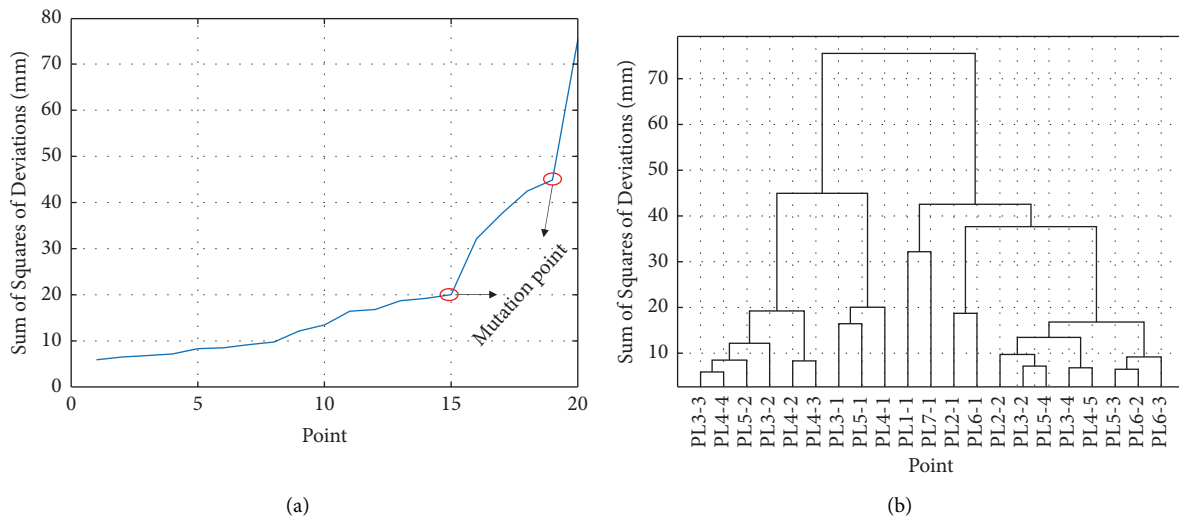 80
70
60
50
40
30
20
10
0
Sum of Squares of Deviations (mm)
0
5
10
15
20
Point
Mutation point
(a)
70
60
50
40
30
20
10
Sum of Squares of Deviations (mm)
PL3-3
PL4-4
PL5-2
PL3-2
PL4-2
PL4-3
PL3-1
PL5-1
PL4-1
PL1-1
PL7-1
PL2-1
PL6-1
PL2-2
PL3-2
PL5-4
PL3-4
PL4-5
PL5-3
PL6-2
PL6-3
Point
(b)